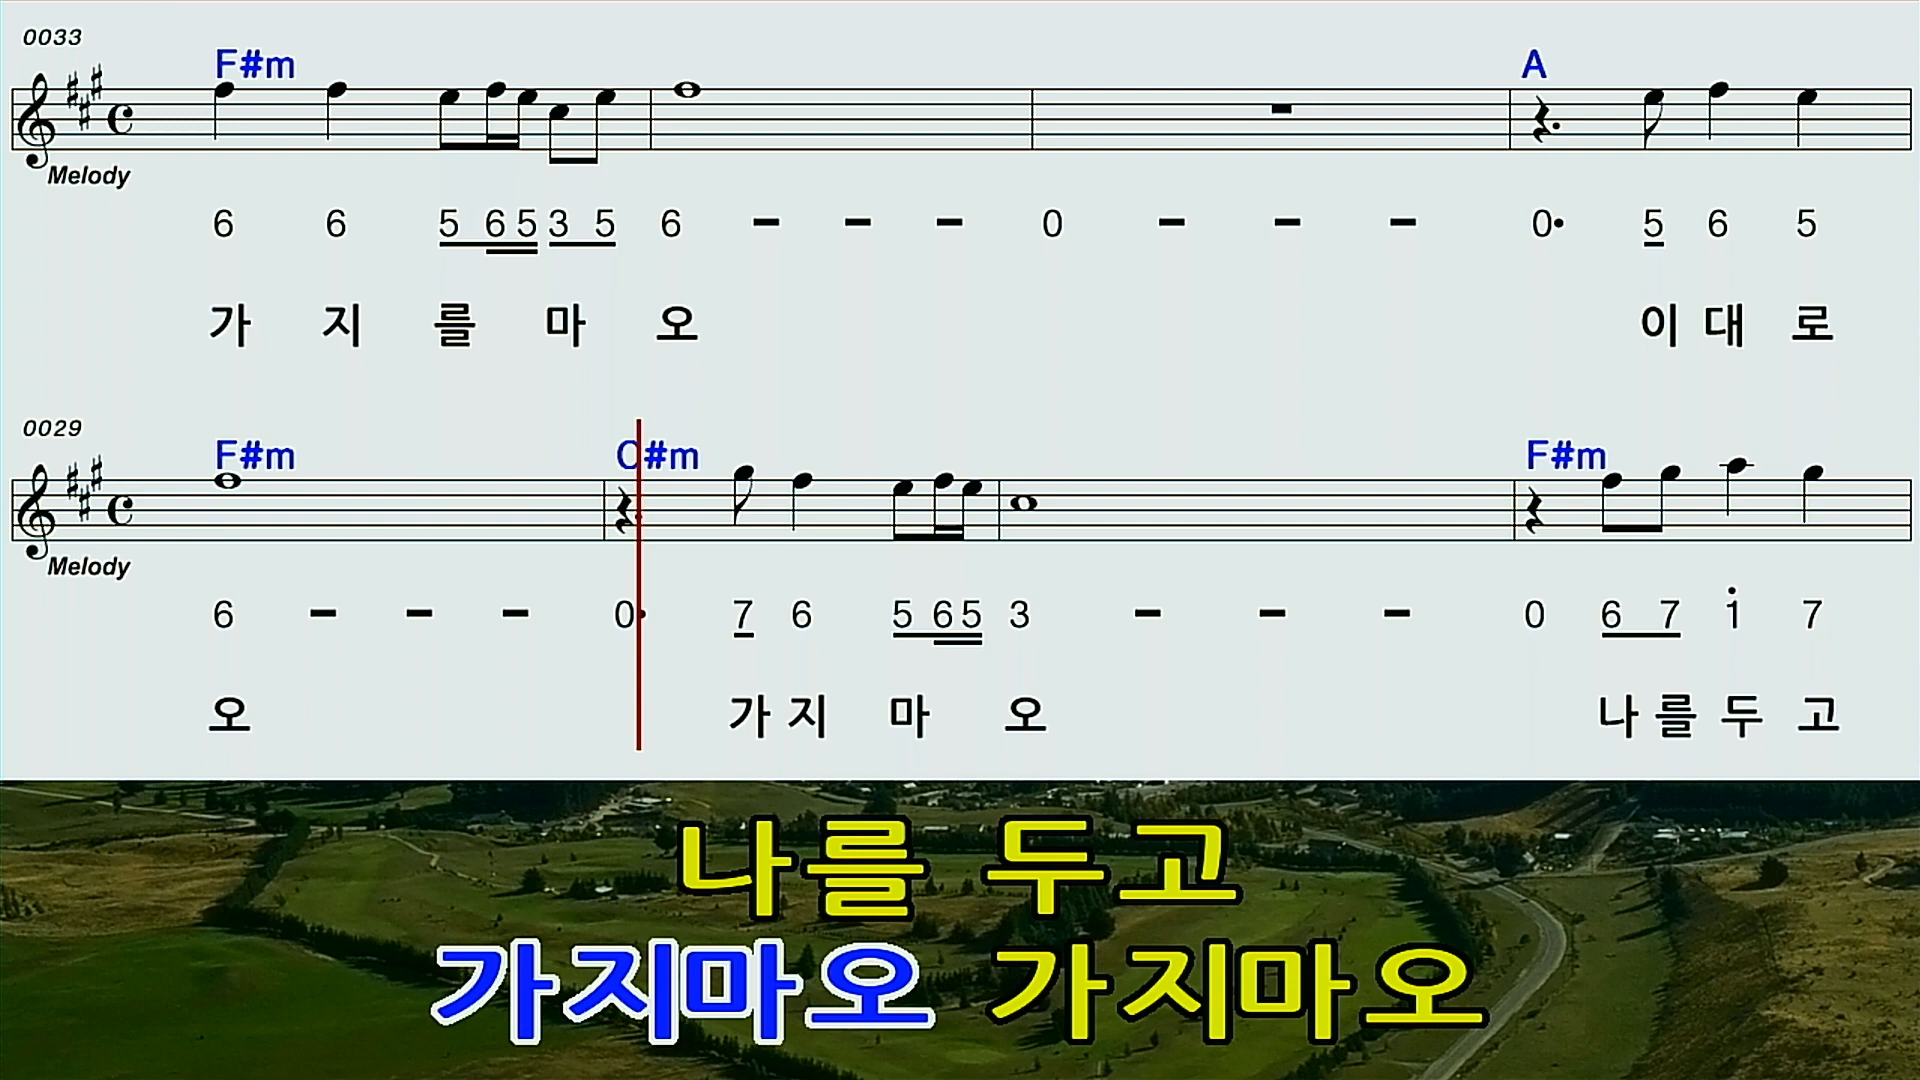 0033
F#m A
Melody
6 6 5 6 5 3 5 6 - - - 0 - - - 0• 5 6 5
가 지 를 마 오 이 대 로
0029
F#m C#m F#m
Melody
6 - - - 0• 7 6 5 6 5 3 - - - 0 6 7 1̇ 7
오 가 지 마 오 나 를 두 고
나를 두고
가지마오 가지마오